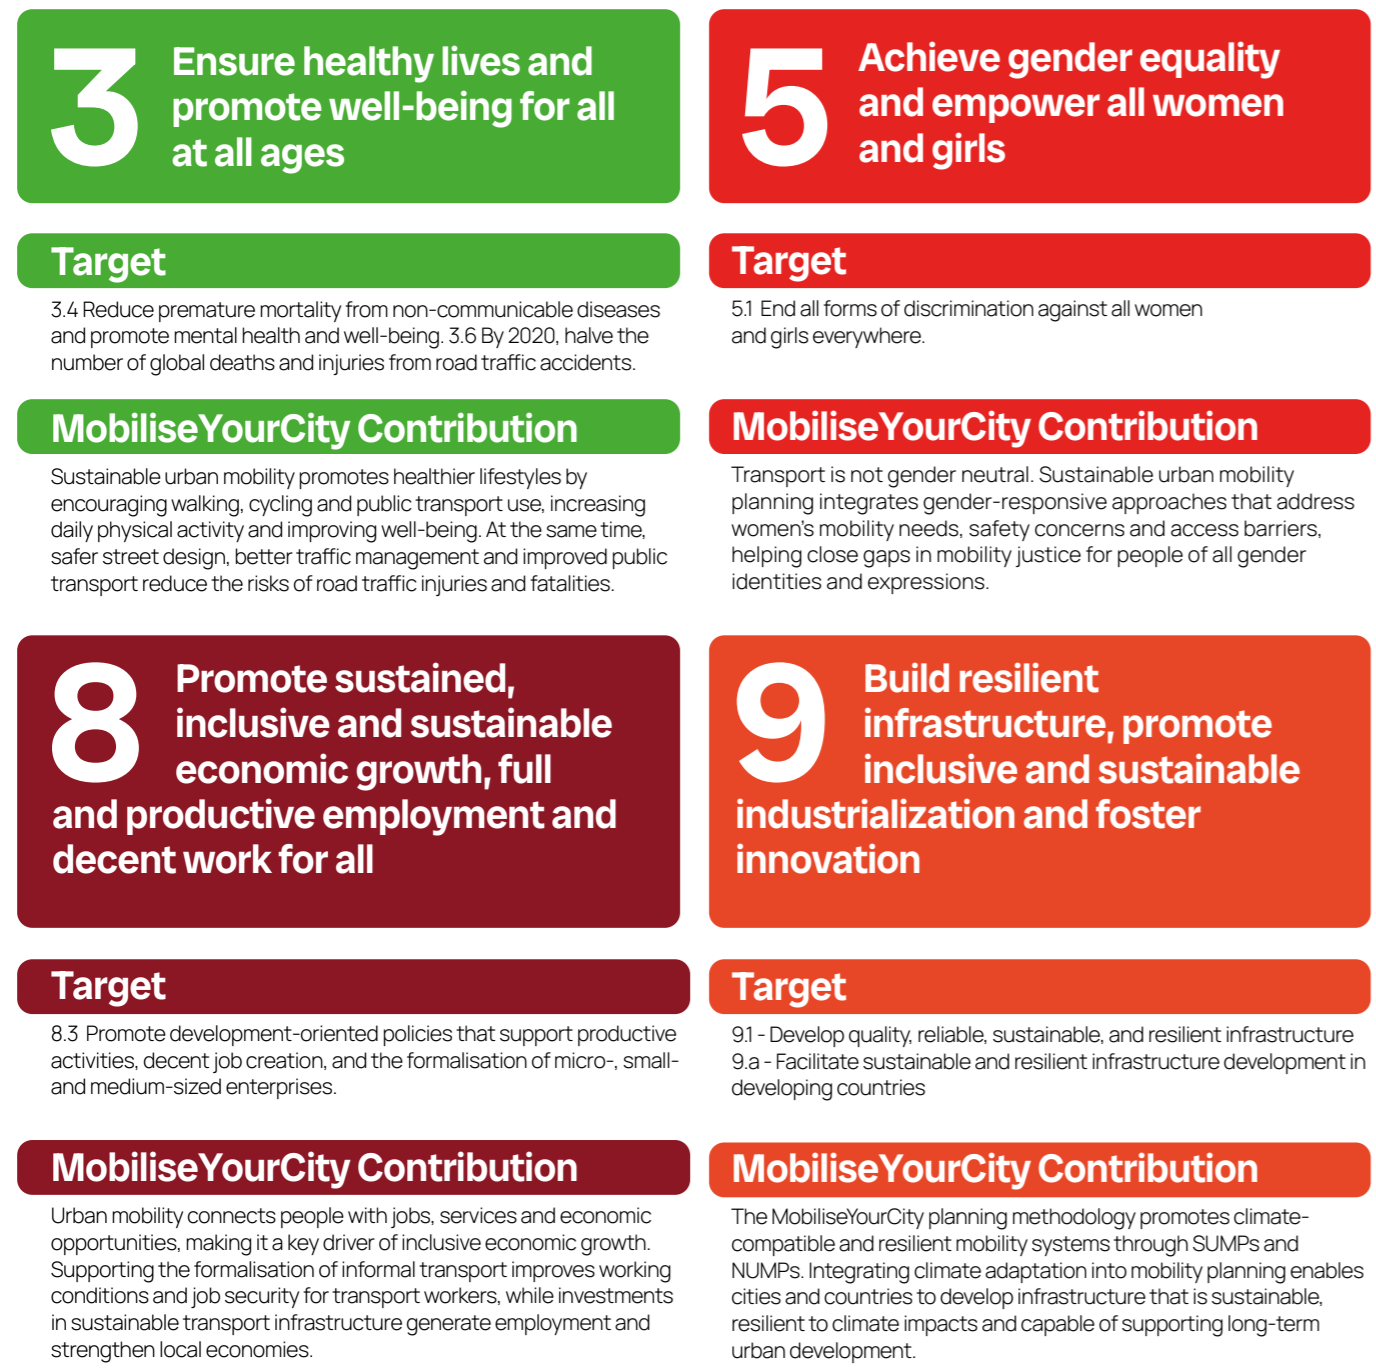 3
Ensure healthy lives and
promote well-being for all
at all ages
Target
3.4 Reduce premature mortality from non-communicable diseases
and promote mental health and well-being. 3.6 By 2020, halve the
number of global deaths and injuries from road traffic accidents.
MobiliseYourCity Contribution
Sustainable urban mobility promotes healthier lifestyles by
encouraging walking, cycling and public transport use, increasing
daily physical activity and improving well-being. At the same time,
safer street design, better traffic management and improved public
transport reduce the risks of road traffic injuries and fatalities.
5
Achieve gender equality
and empower all women
and girls
Target
5.1 End all forms of discrimination against all women
and girls everywhere.
MobiliseYourCity Contribution
Transport is not gender neutral. Sustainable urban mobility
planning integrates gender-responsive approaches that address
women's mobility needs, safety concerns and access barriers,
helping close gaps in mobility justice for people of all gender
identities and expressions.
8
Promote sustained,
inclusive and sustainable
economic growth, full
and productive employment and
decent work for all
Target
8.3 Promote development-oriented policies that support productive
activities, decent job creation, and the formalisation of micro-, small-
and medium-sized enterprises.
MobiliseYourCity Contribution
Urban mobility connects people with jobs, services and economic
opportunities, making it a key driver of inclusive economic growth.
Supporting the formalisation of informal transport improves working
conditions and job security for transport workers, while investments
in sustainable transport infrastructure generate employment and
strengthen local economies.
9
Build resilient
infrastructure, promote
inclusive and sustainable
industrialization and foster
innovation
Target
9.1 - Develop quality, reliable, sustainable, and resilient infrastructure
9.a - Facilitate sustainable and resilient infrastructure development in
developing countries
MobiliseYourCity Contribution
The MobiliseYourCity planning methodology promotes climate-
compatible and resilient mobility systems through SUMPs and
NUMPs. Integrating climate adaptation into mobility planning enables
cities and countries to develop infrastructure that is sustainable,
resilient to climate impacts and capable of supporting long-term
urban development.